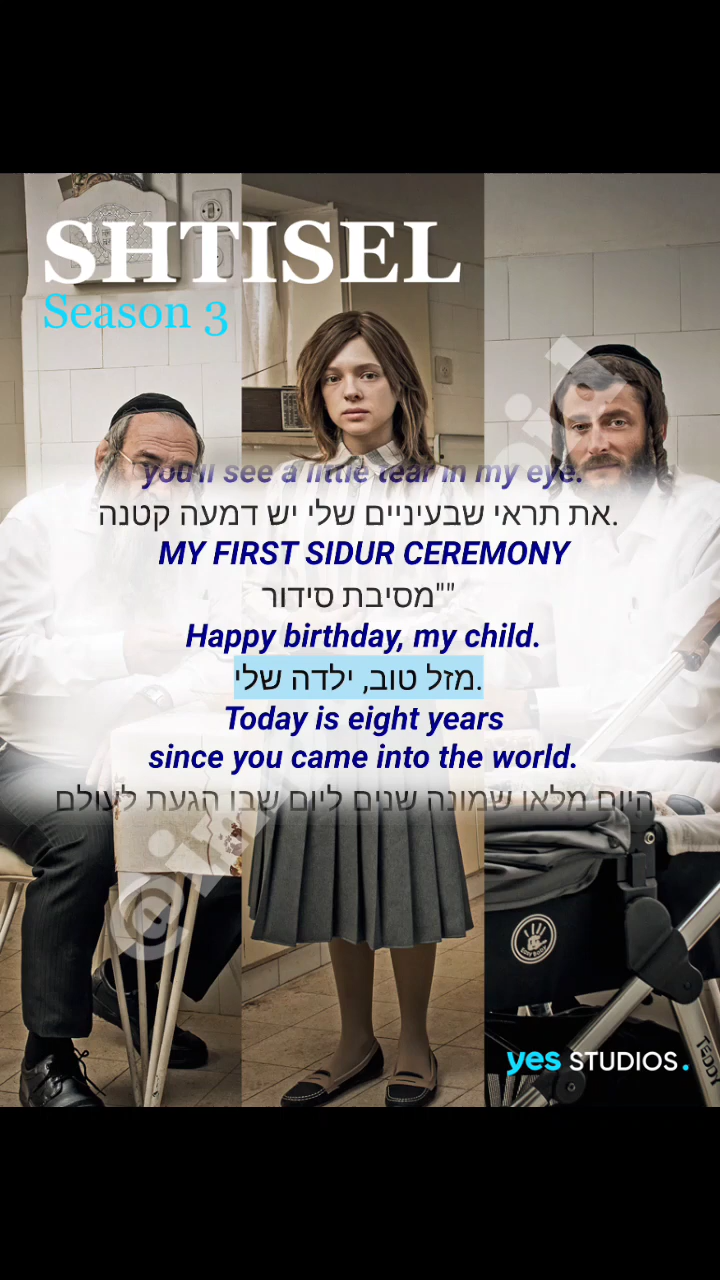 SHTISEL
Season 3
you'll see a little tear in my eye.
את תראי שבעיניים שלי יש דמעה קטנה.
MY FIRST SIDUR CEREMONY
"מסיבת סידור"
Happy birthday, my child.
מזל טוב, ילדה שלי.
Today is eight years
since you came into the world.
היום מלאו שמונה שנים ליום שבו הגעת לעולם
yes STUDIOS.
TEDDY